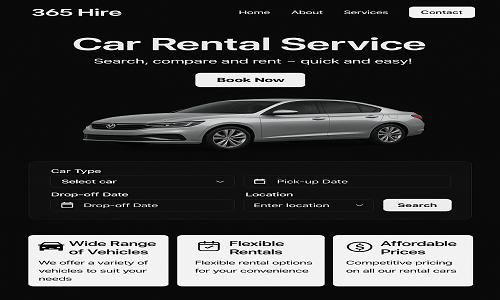 365 Hire
Home About Services Contact
Car Rental Service
Search, compare and rent – quick and easy!
Book Now
Car Type
Select car
Pick-up Date
Drop-off Date
Location
Drop-off Date
Enter location
Search
Wide Range
of Vehicles
We offer a variety of
vehicles to suit your
needs
Flexible
Rentals
Flexible rental options
for your convenience
Affordable
Prices
Competitive pricing
on all our rental cars